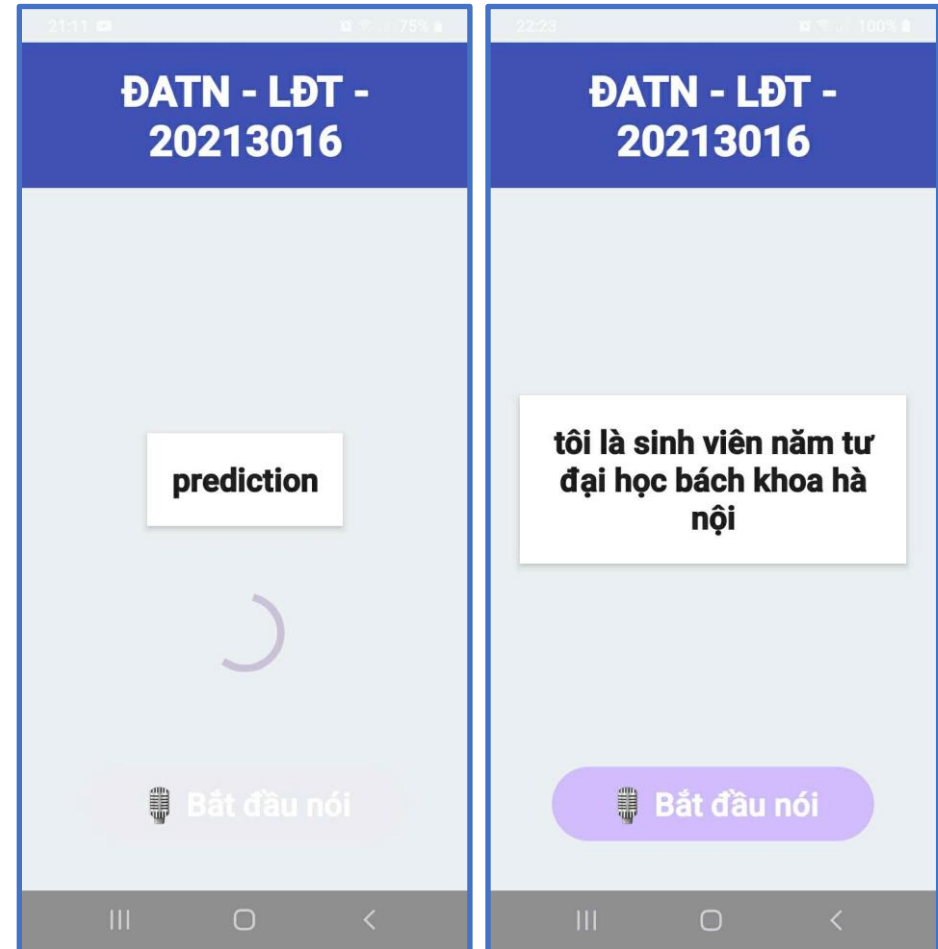 21:11
75%
ĐATN - LĐT -
20213016
prediction
Bắt đầu nói
22:23
100%
ĐATN - LĐT -
20213016
tôi là sinh viên năm tư
đại học bách khoa hà
nội
Bắt đầu nói